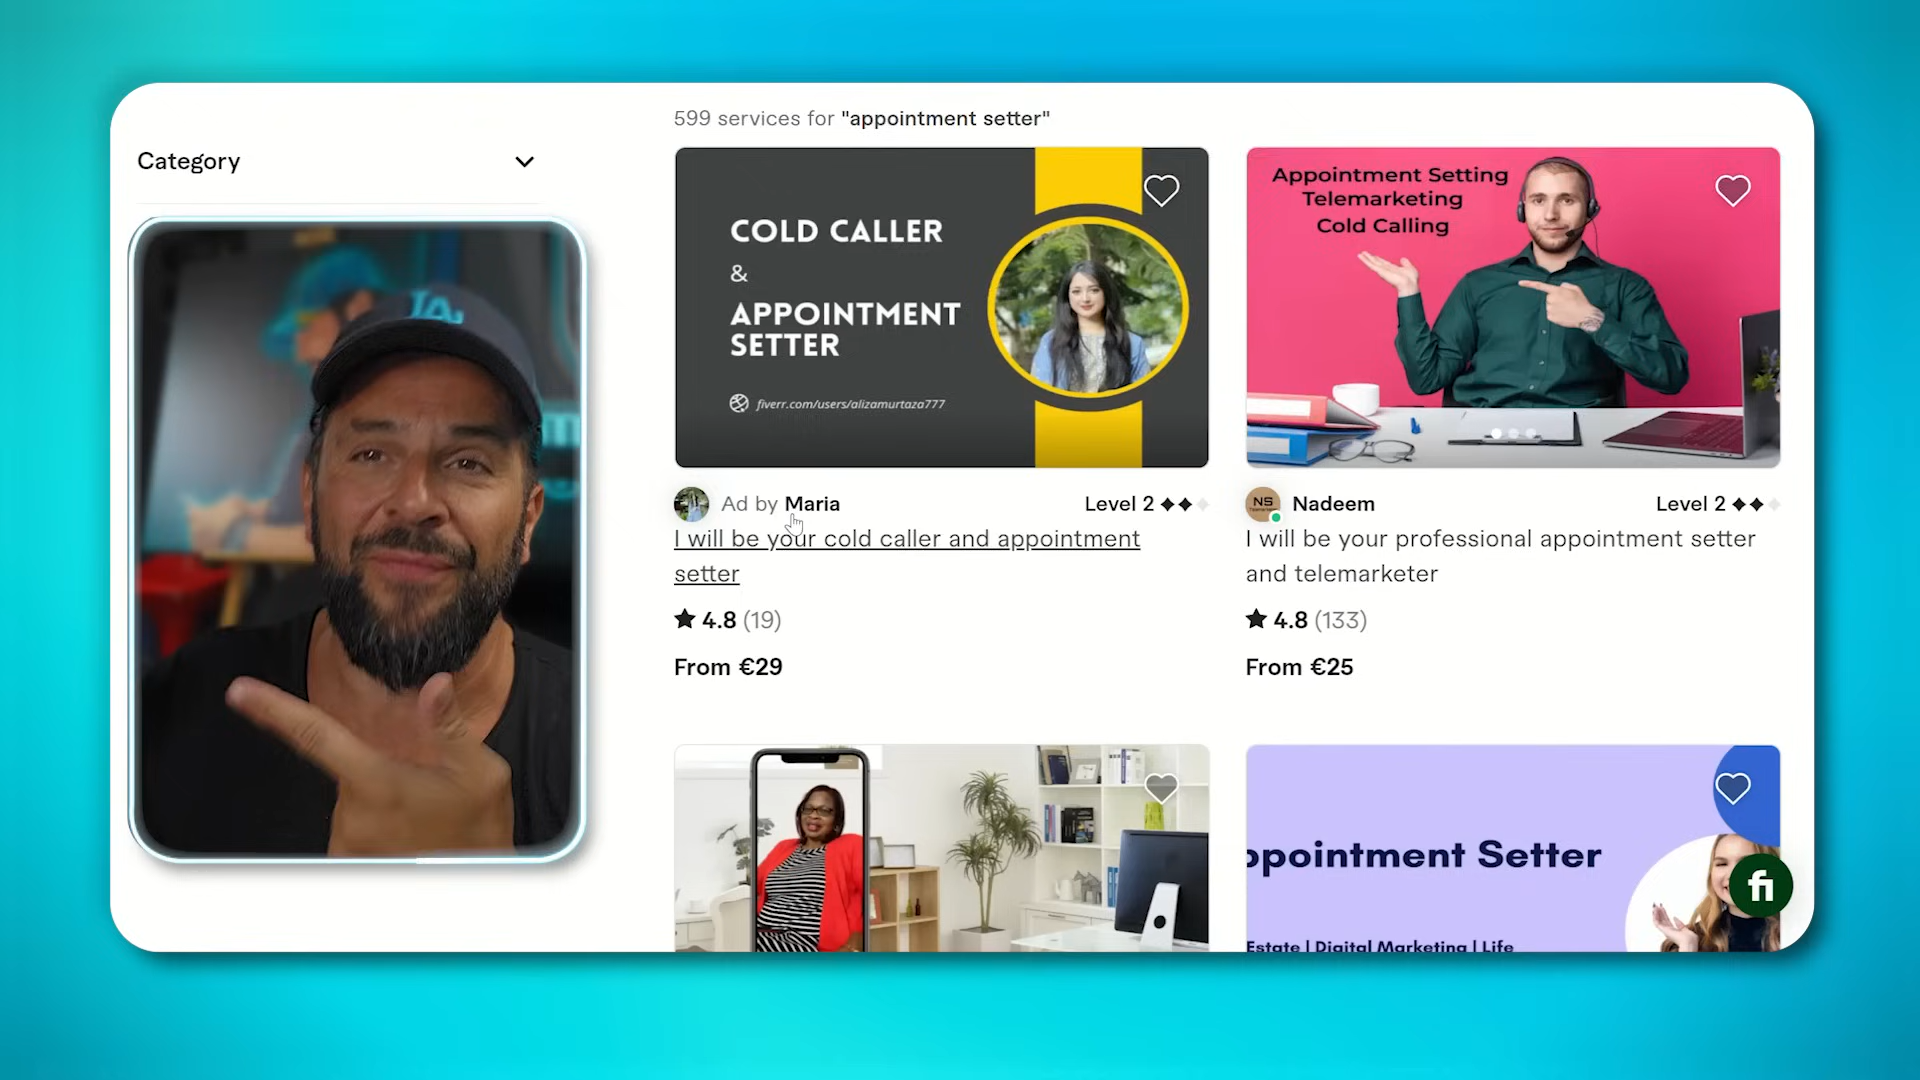 599 services for "appointment setter"
Category
COLD CALLER
&
APPOINTMENT
SETTER
fiverr.com/users/alizamurtaza777
Appointment Setting
Telemarketing
Cold Calling
LA
Ad by Maria
Level 2
I will be your cold caller and appointment
setter
4.8 (19)
From €29
NS
Nadeem
Level 2
I will be your professional appointment setter
and telemarketer
4.8 (133)
From €25
ppointment Setter
Estate | Digital Marketing | Life
fi